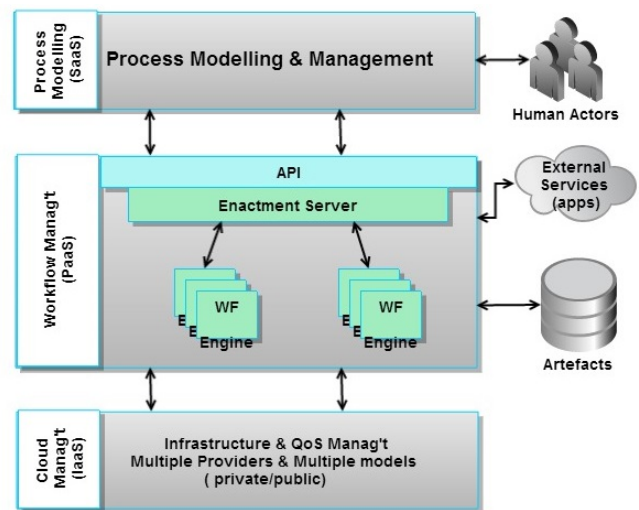 Process
Modelling
(SaaS)
Process Modelling & Management
Human Actors
Workflow Manag't
(PaaS)
API
Enactment Server
External
Services
(apps)
WF
E
E
Engine
WF
E
E
Engine
Artefacts
Cloud
Manag't
(IaaS)
Infrastructure & QoS Manag't
Multiple Providers & Multiple models
( private/public)